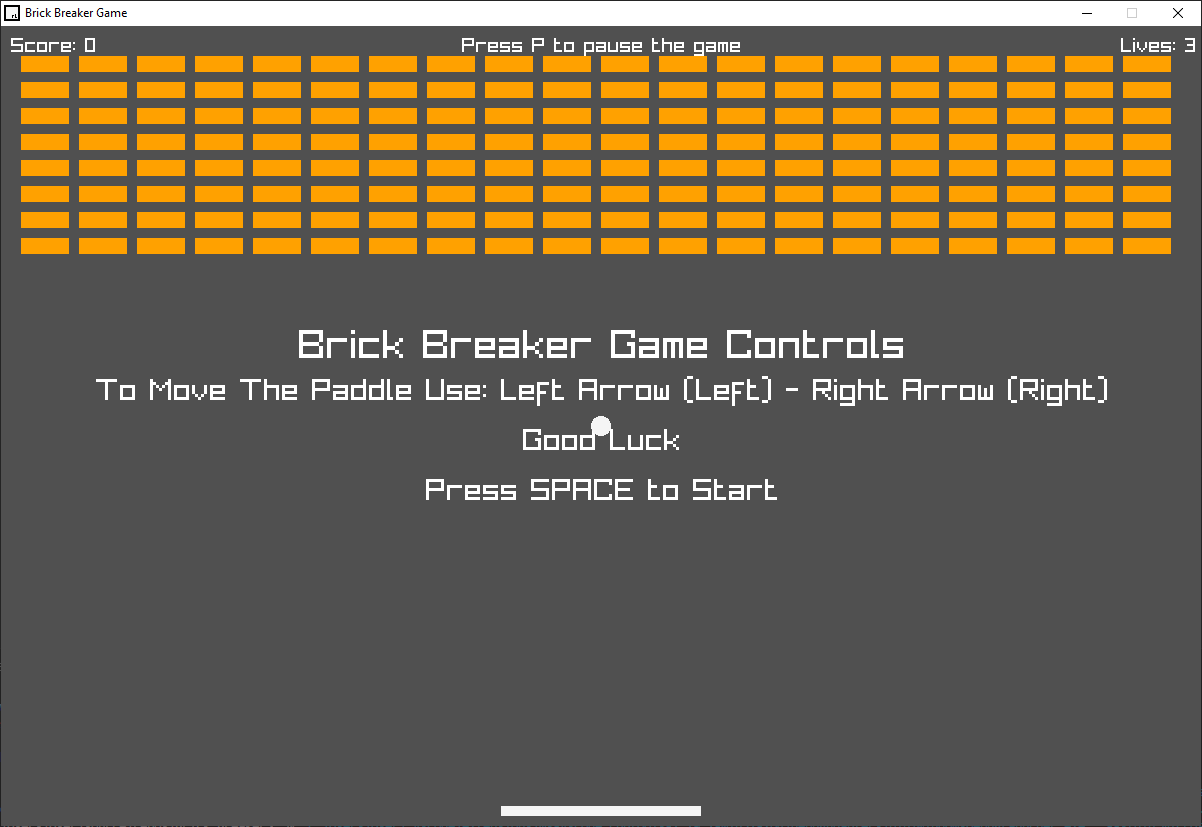 Brick Breaker Game
Score: 0 Press P to pause the game Lives: 3
Brick Breaker Game Controls
To Move The Paddle Use: Left Arrow (Left) - Right Arrow (Right)
Good Luck
Press SPACE to Start